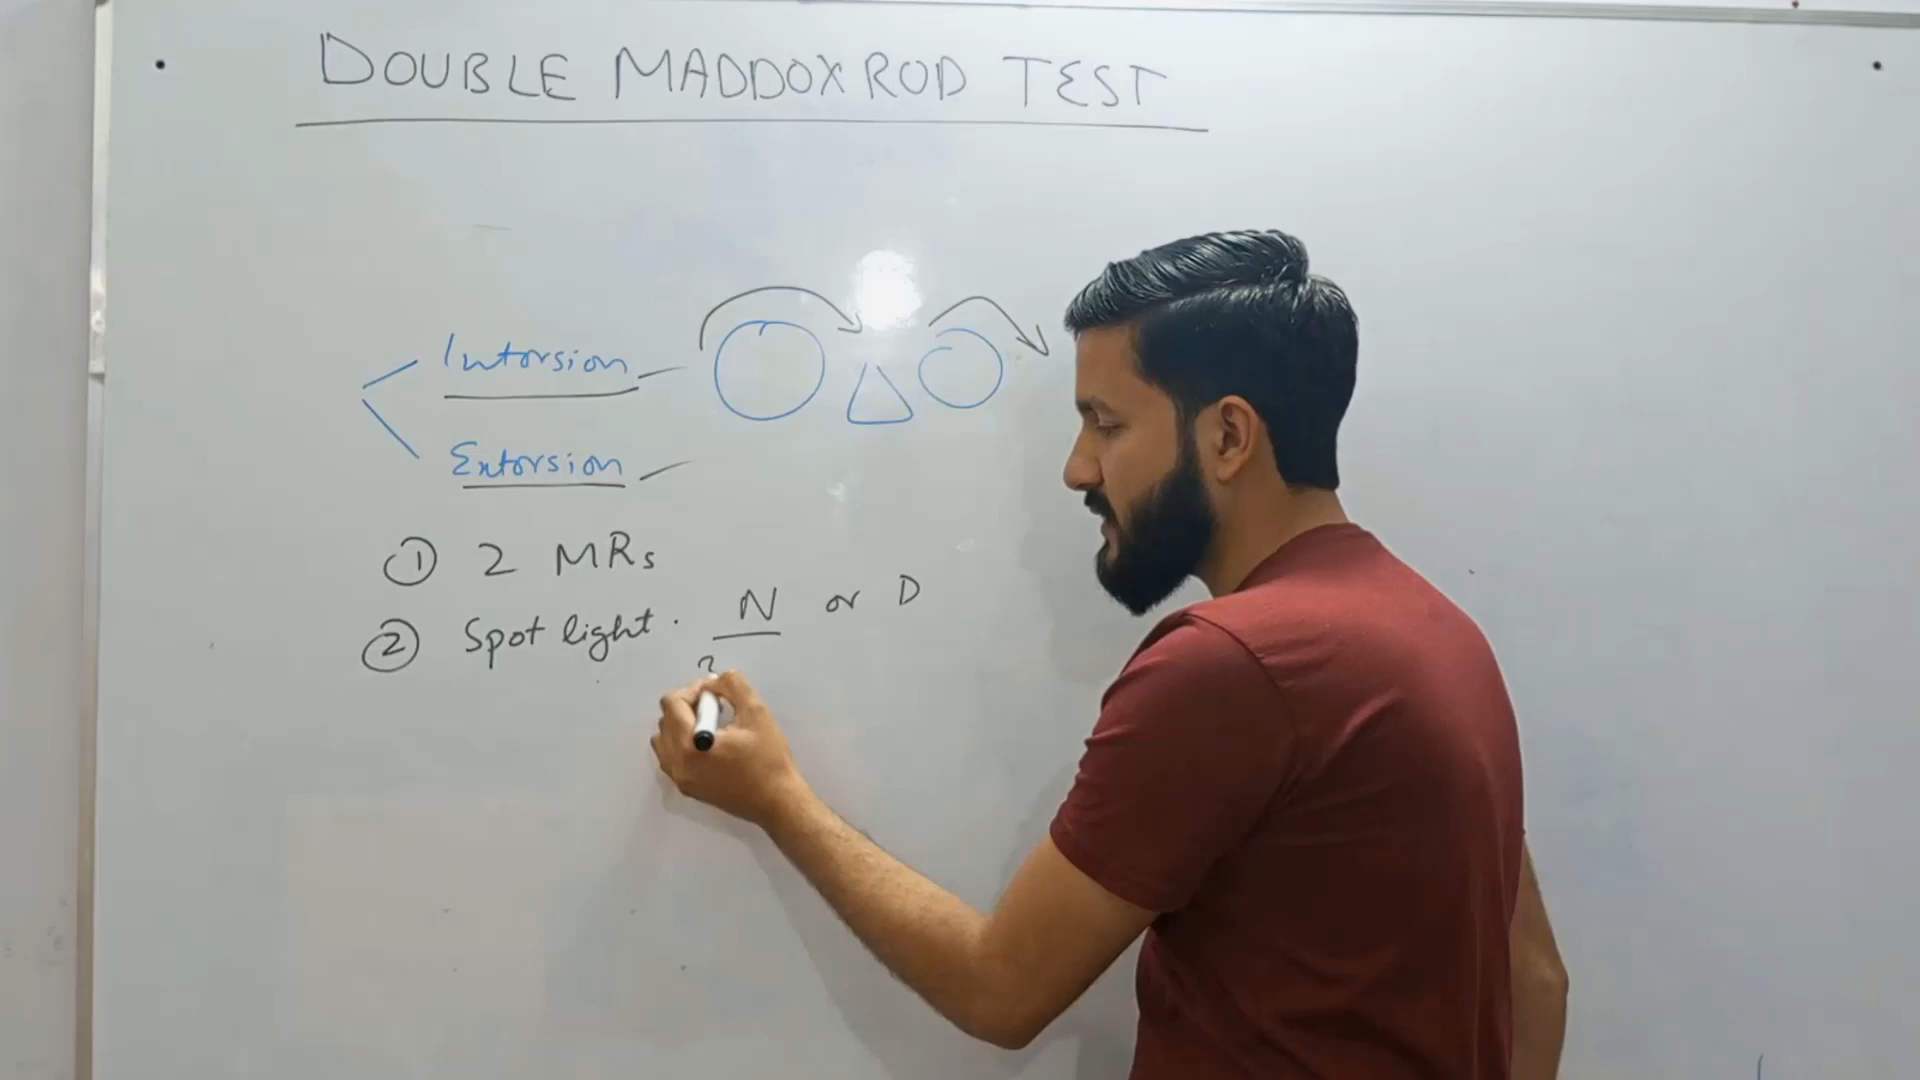 DOUBLE MADDOX ROD TEST
Intorsion
Extorsion
① 2 MRs
② Spot light. N or D